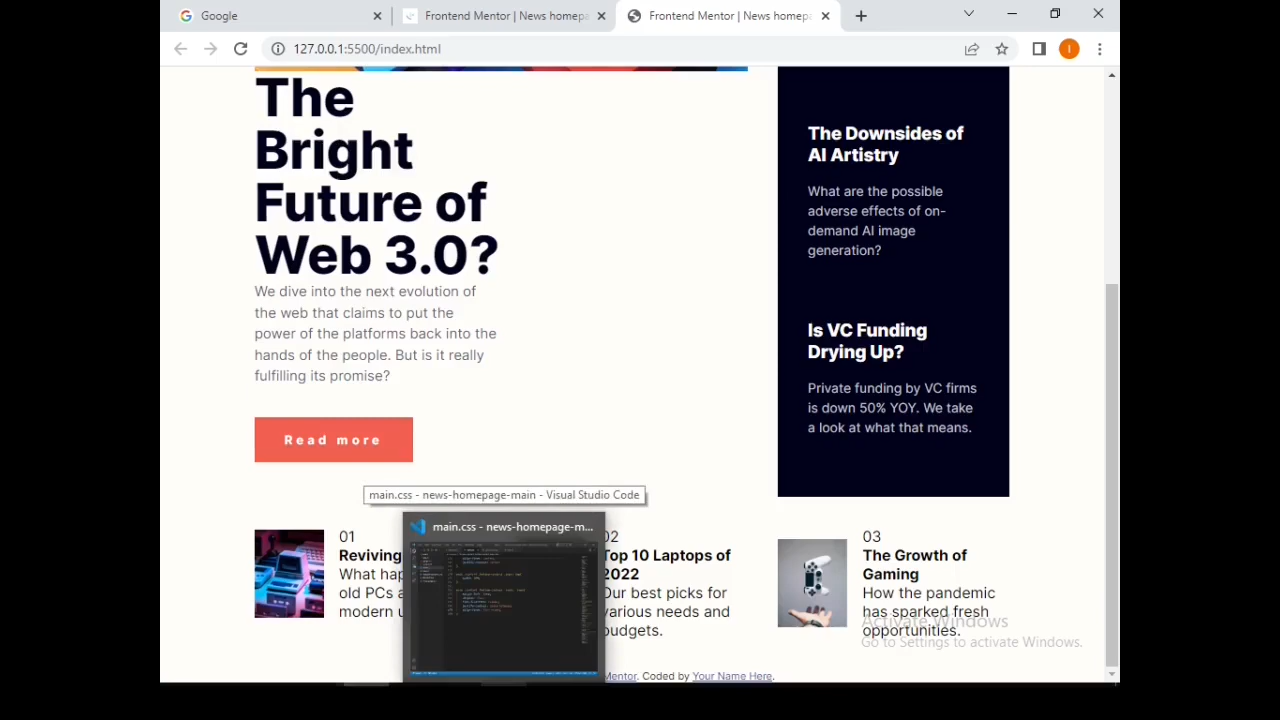 Google
Frontend Mentor | News homepa
Frontend Mentor | News homepa
127.0.0.1:5500/index.html
I
The
Bright
Future of
Web 3.0?
We dive into the next evolution of
the web that claims to put the
power of the platforms back into the
hands of the people. But is it really
fulfilling its promise?
Read more
The Downsides of
AI Artistry
What are the possible
adverse effects of on-
demand AI image
generation?
Is VC Funding
Drying Up?
Private funding by VC firms
is down 50% YOY. We take
a look at what that means.
main.css - news-homepage-main - Visual Studio Code
main.css - news-homepage-m...
01
Reviving
What hap
old PCs a
modern u
02
Top 10 Laptops of
2022
Our best picks for
various needs and
budgets.
03
The Growth of
Gaming
How the pandemic
has sparked fresh
opportunities.
Activate Windows
Go to Settings to activate Windows.
Mentor. Coded by Your Name Here.